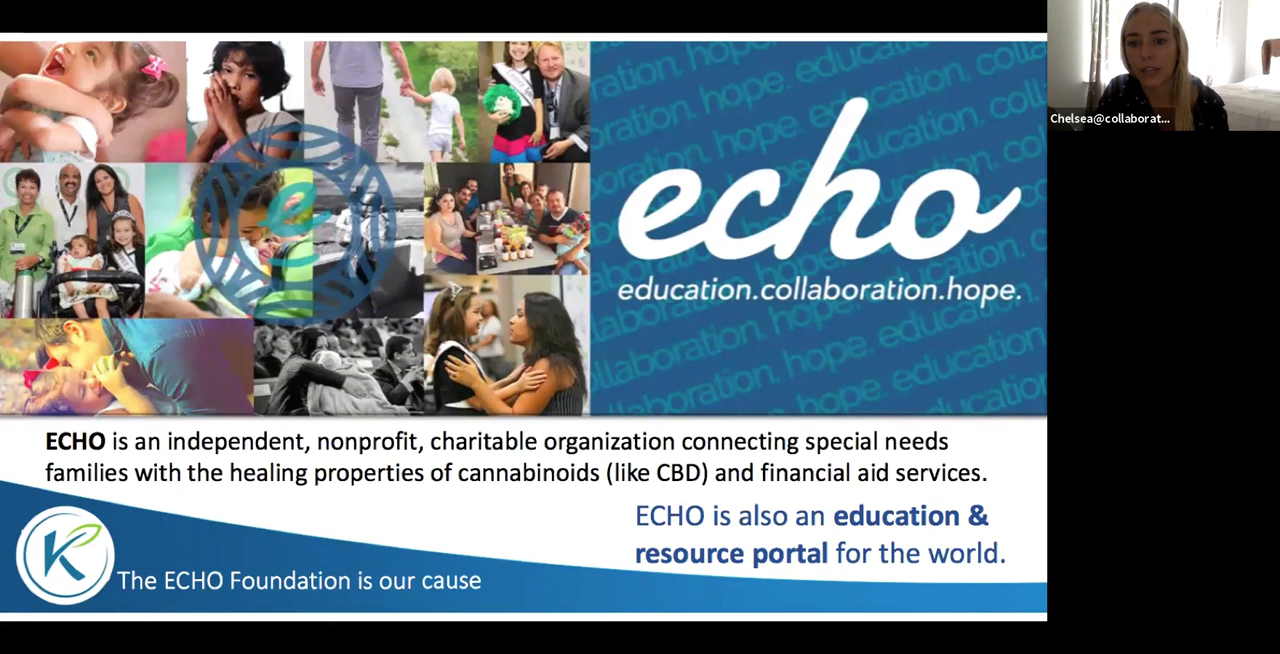 echo
education.collaboration.hope.
ECHO is an independent, nonprofit, charitable organization connecting special needs
families with the healing properties of cannabinoids (like CBD) and financial aid services.
ECHO is also an education &
resource portal for the world.
K
The ECHO Foundation is our cause
Chelsea@collaborat...